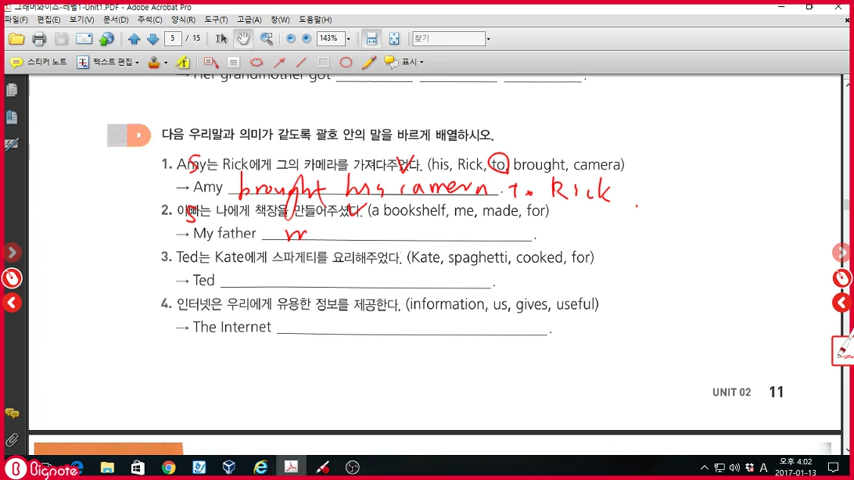 그래머와이즈-레벨1-Unit1.PDF - Adobe Acrobat Pro
파일(F) 편집(E) 보기(V) 문서(D) 주석(C) 양식(R) 도구(T) 고급(A) 창(W) 도움말(H)
5 / 15 143% 찾기
스티커 노트 텍스트 편집 표시
→ Her grandmother got
다음 우리말과 의미가 같도록 괄호 안의 말을 바르게 배열하시오.
1. Amy는 Rick에게 그의 카메라를 가져다주었다. (his, Rick, to, brought, camera)
S V
→ Amy brought his camera to Rick .
2. 아빠는 나에게 책장을 만들어주셨다. (a bookshelf, me, made, for)
S V
→ My father m .
3. Ted는 Kate에게 스파게티를 요리해주었다. (Kate, spaghetti, cooked, for)
→ Ted .
4. 인터넷은 우리에게 유용한 정보를 제공한다. (information, us, gives, useful)
→ The Internet .
UNIT 02 11
Bignote
A 오후 4:02
2017-01-13